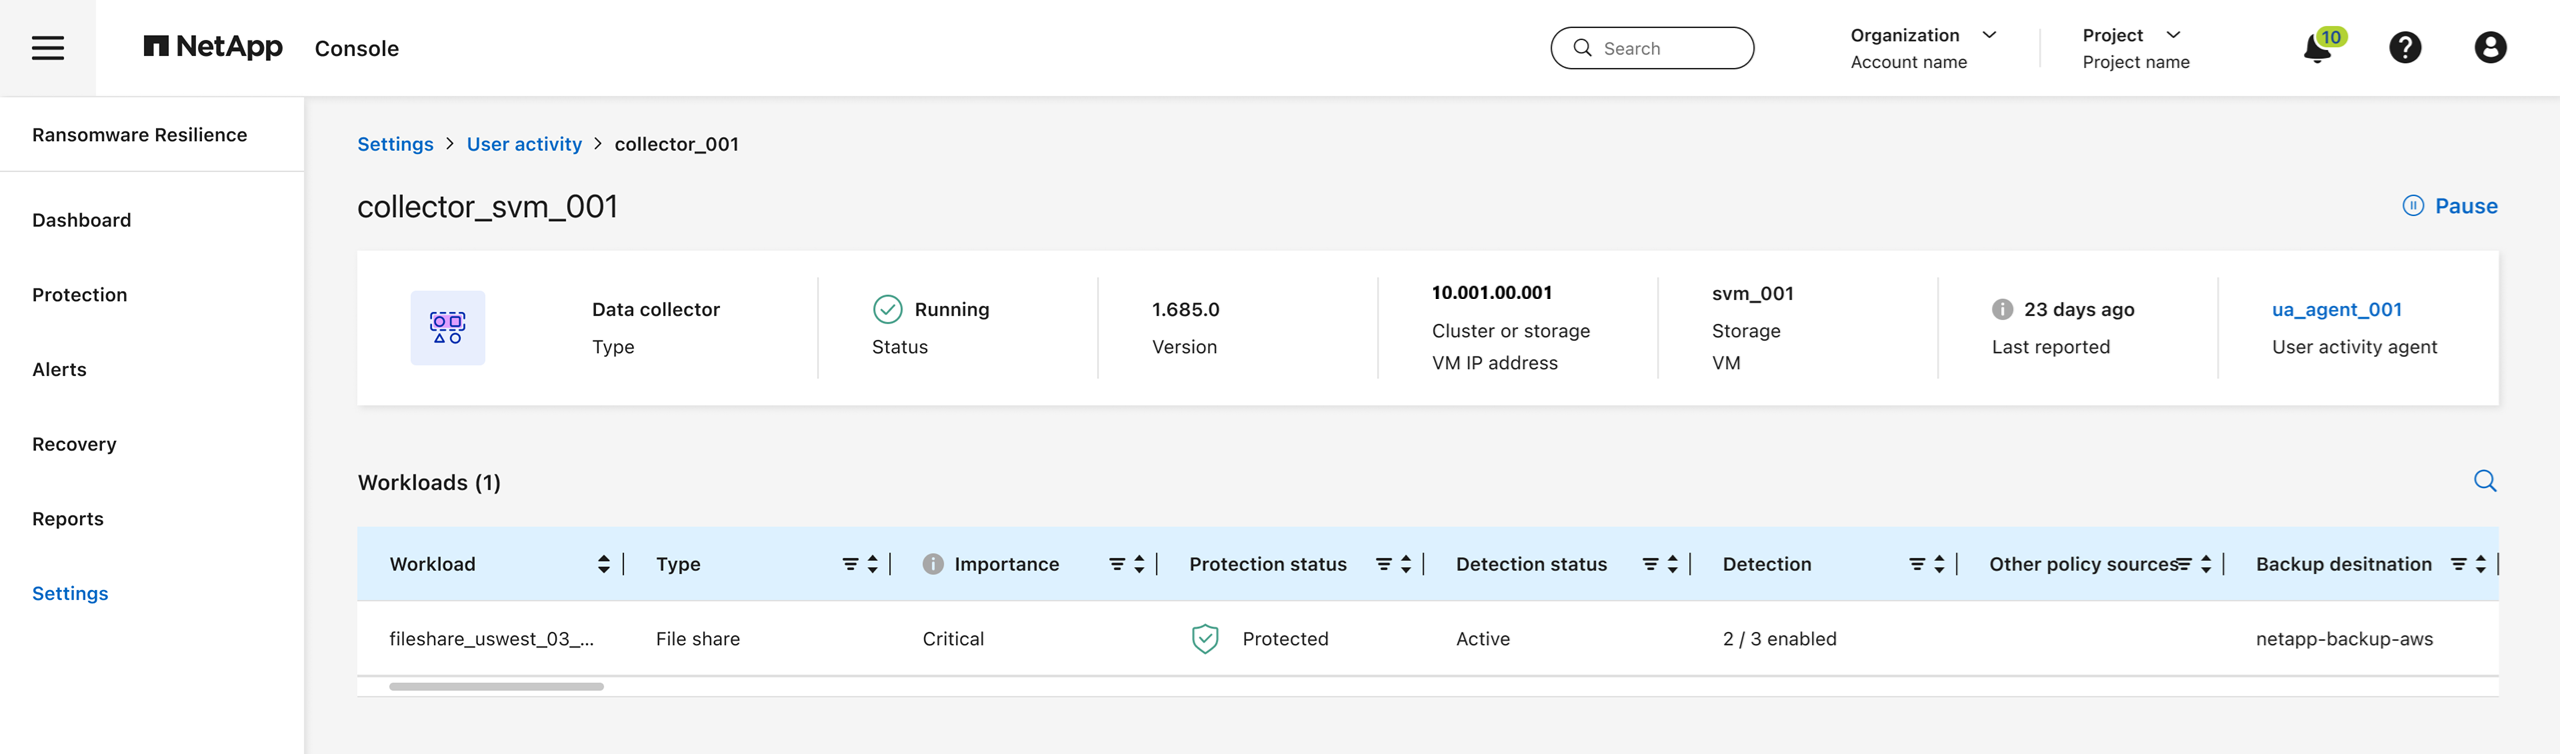 NetApp Console
Search
Organization
Account name
Project
Project name
10
Ransomware Resilience
Dashboard
Protection
Alerts
Recovery
Reports
Settings
Settings > User activity > collector_001
collector_svm_001
Pause
Data collector
Type
Running
Status
1.685.0
Version
10.001.00.001
Cluster or storage
VM IP address
svm_001
Storage
VM
23 days ago
Last reported
ua_agent_001
User activity agent
Workloads (1)
Workload Type Importance Protection status Detection status Detection Other policy sources Backup desitnation
fileshare_uswest_03_... File share Critical Protected Active 2 / 3 enabled netapp-backup-aws